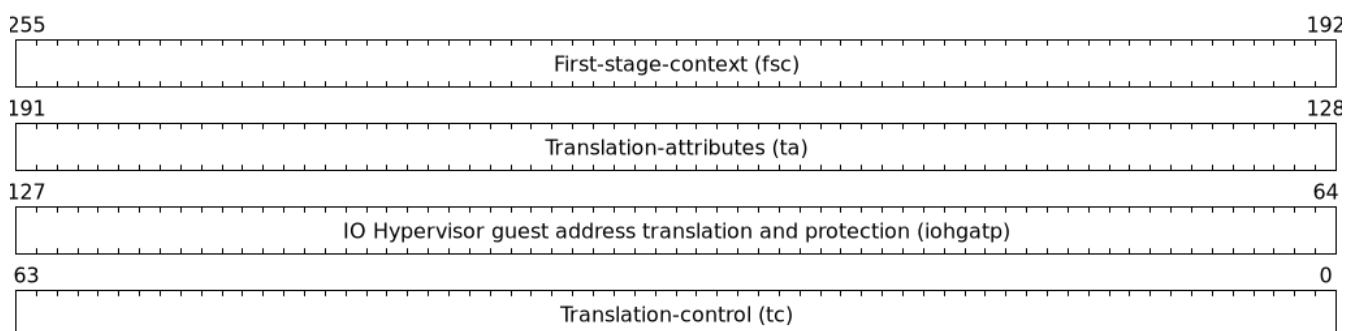 255 192
First-stage-context (fsc)
191 128
Translation-attributes (ta)
127 64
IO Hypervisor guest address translation and protection (iohgatp)
63 0
Translation-control (tc)